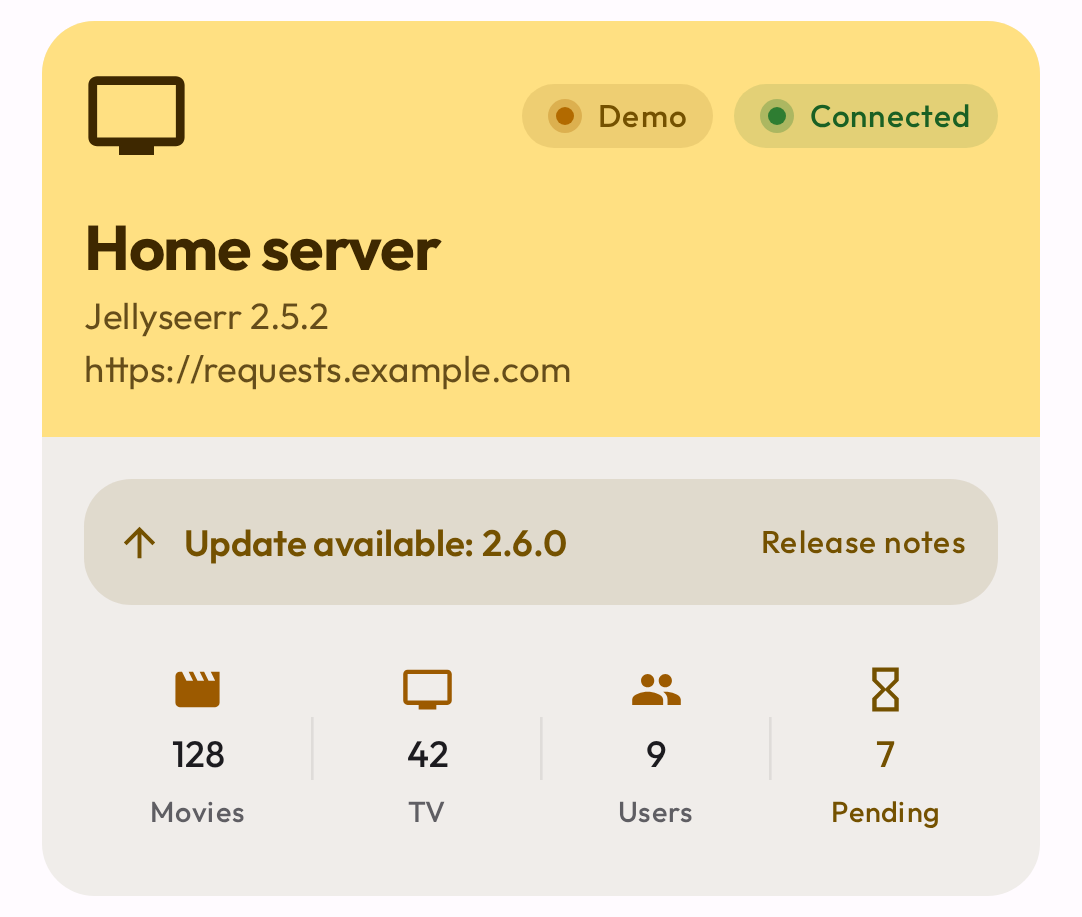 Demo
Connected
Home server
Jellyseerr 2.5.2
https://requests.example.com
Update available: 2.6.0
Release notes
128
42
9
7
Movies
TV
Users
Pending